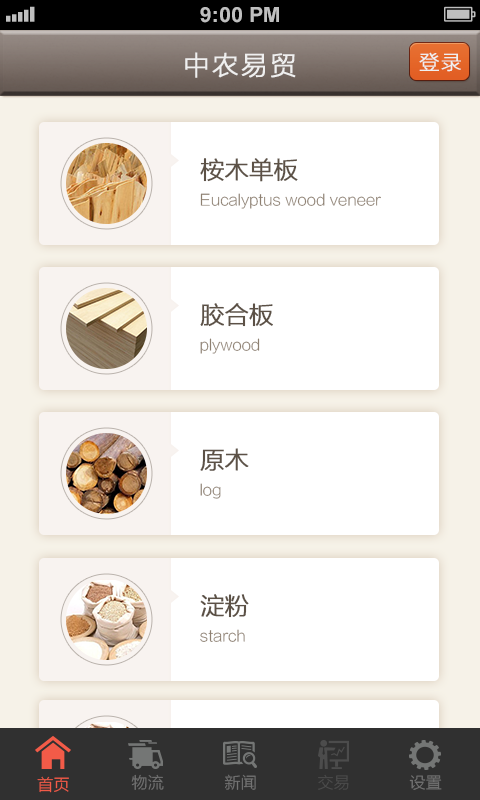 9:00 PM
中农易贸
登录
桉木单板
Eucalyptus wood veneer
胶合板
plywood
原木
log
淀粉
starch
首页
物流
新闻
交易
设置